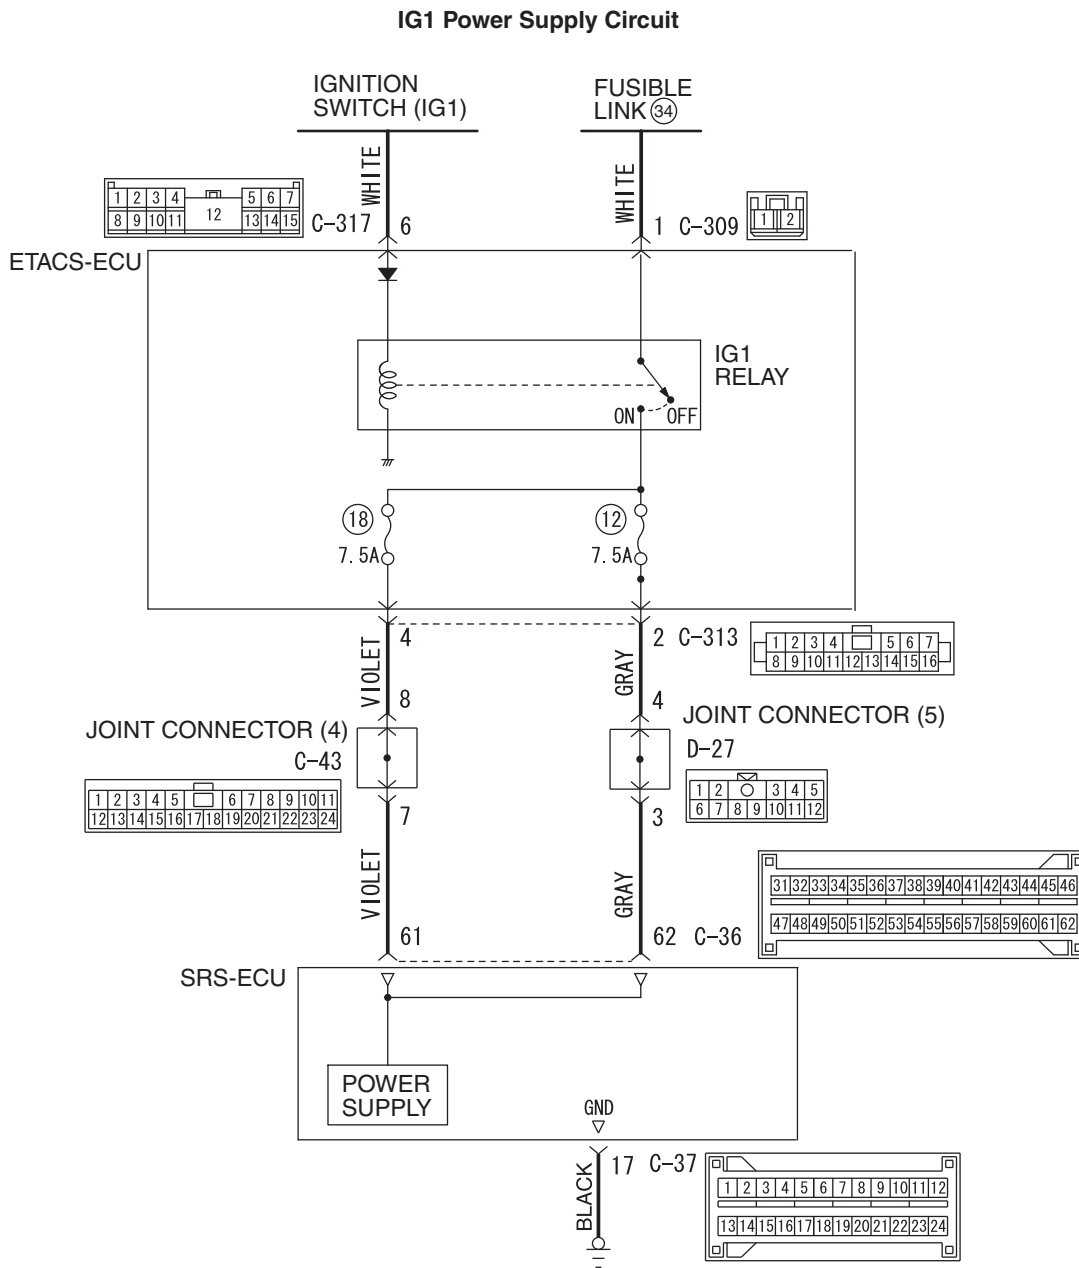 IG1 Power Supply Circuit
IGNITION
SWITCH (IG1)
FUSIBLE
LINK 34
WHITE
WHITE
1 2 3 4 5 6 7
8 9 10 11 12 13 14 15
C-317 6
1 C-309
1 2
ETACS-ECU
IG1
RELAY
ON OFF
18
7.5A
12
7.5A
4
2 C-313
1 2 3 4 5 6 7
8 9 10 11 12 13 14 15 16
VIOLET
GRAY
8
4
JOINT CONNECTOR (4)
C-43
JOINT CONNECTOR (5)
D-27
1 2 3 4 5 6 7 8 9 10 11
12 13 14 15 16 17 18 19 20 21 22 23 24
1 2 3 4 5
6 7 8 9 10 11 12
7
3
VIOLET
GRAY
31 32 33 34 35 36 37 38 39 40 41 42 43 44 45 46
47 48 49 50 51 52 53 54 55 56 57 58 59 60 61 62
61
62 C-36
SRS-ECU
POWER
SUPPLY
GND
17 C-37
BLACK
1 2 3 4 5 6 7 8 9 10 11 12
13 14 15 16 17 18 19 20 21 22 23 24